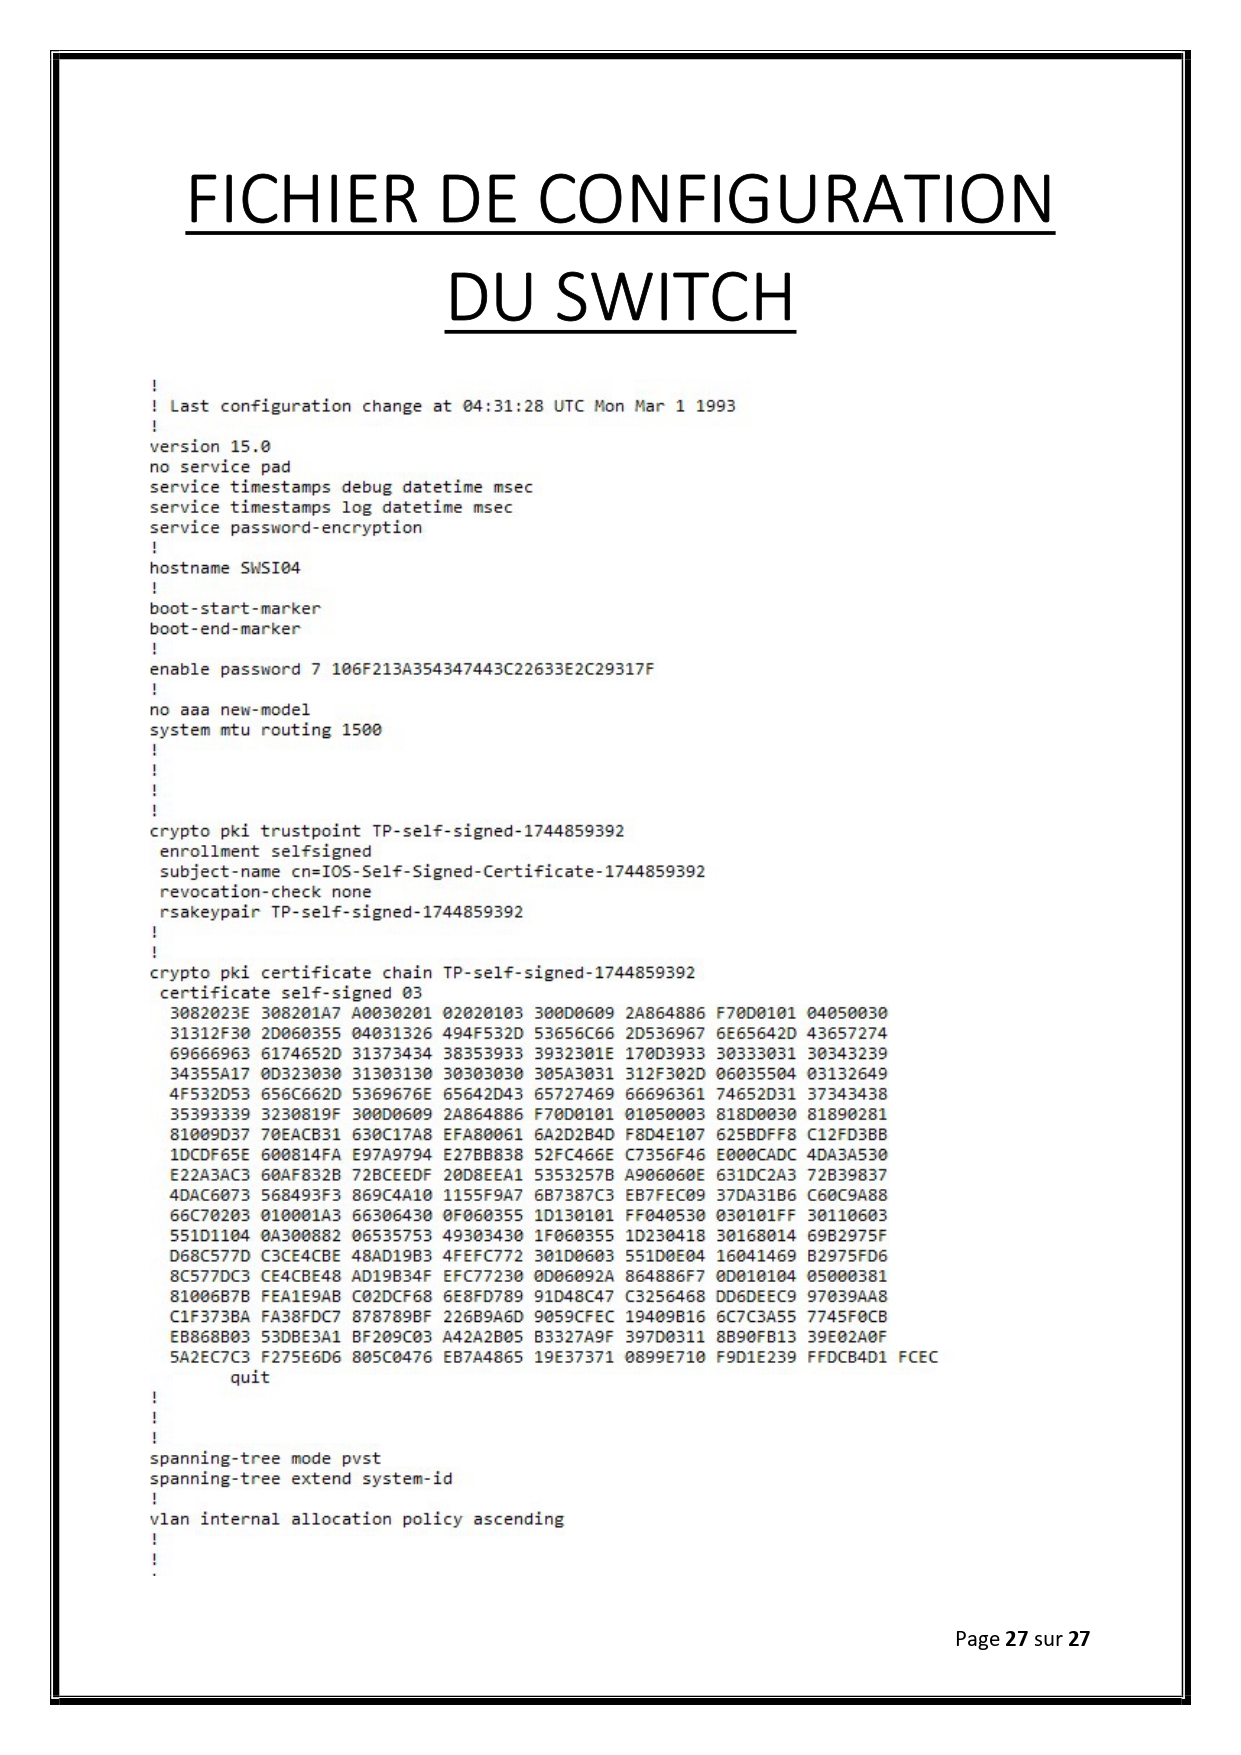 FICHIER DE CONFIGURATION
DU SWITCH
!
! Last configuration change at 04:31:28 UTC Mon Mar 1 1993
!
version 15.0
no service pad
service timestamps debug datetime msec
service timestamps log datetime msec
service password-encryption
!
hostname SWSI04
!
boot-start-marker
boot-end-marker
!
enable password 7 106F213A354347443C22633E2C29317F
!
no aaa new-model
system mtu routing 1500
!
!
!
!
crypto pki trustpoint TP-self-signed-1744859392
 enrollment selfsigned
 subject-name cn=IOS-Self-Signed-Certificate-1744859392
 revocation-check none
 rsakeypair TP-self-signed-1744859392
!
!
crypto pki certificate chain TP-self-signed-1744859392
 certificate self-signed 03
  3082023E 308201A7 A0030201 02020103 300D0609 2A864886 F70D0101 04050030
  31312F30 2D060355 04031326 494F532D 53656C66 2D536967 6E65642D 43657274
  69666963 6174652D 31373434 38353933 3932301E 170D3933 30333031 30343239
  34355A17 0D323030 31303130 30303030 305A3031 312F302D 06035504 03132649
  4F532D53 656C662D 5369676E 65642D43 65727469 66696361 74652D31 37343438
  35393339 3230819F 300D0609 2A864886 F70D0101 01050003 818D0030 81890281
  81009D37 70EACB31 630C17A8 EFA80061 6A2D2B4D F8D4E107 625BDFF8 C12FD3BB
  1DCDF65E 600814FA E97A9794 E27BB838 52FC466E C7356F46 E000CADC 4DA3A530
  E22A3AC3 60AF832B 72BCEEDF 20D8EEA1 5353257B A906060E 631DC2A3 72B39837
  4DAC6073 568493F3 869C4A10 1155F9A7 6B7387C3 EB7FEC09 37DA31B6 C60C9A88
  66C70203 010001A3 66306430 0F060355 1D130101 FF040530 030101FF 30110603
  551D1104 0A300882 06535753 49303430 1F060355 1D230418 30168014 69B2975F
  D68C577D C3CE4CBE 48AD19B3 4FEFC772 301D0603 551D0E04 16041469 B2975FD6
  8C577DC3 CE4CBE48 AD19B34F EFC77230 0D06092A 864886F7 0D010104 05000381
  81006B7B FEA1E9AB C02DCF68 6E8FD789 91D48C47 C3256468 DD6DEEC9 97039AA8
  C1F373BA FA38FDC7 878789BF 226B9A6D 9059CFEC 19409B16 6C7C3A55 7745F0CB
  EB868B03 53DBE3A1 BF209C03 A42A2B05 B3327A9F 397D0311 8B90FB13 39E02A0F
  5A2EC7C3 F275E6D6 805C0476 EB7A4865 19E37371 0899E710 F9D1E239 FFDCB4D1 FCEC
        quit
!
!
!
spanning-tree mode pvst
spanning-tree extend system-id
!
vlan internal allocation policy ascending
!
!
Page 27 sur 27